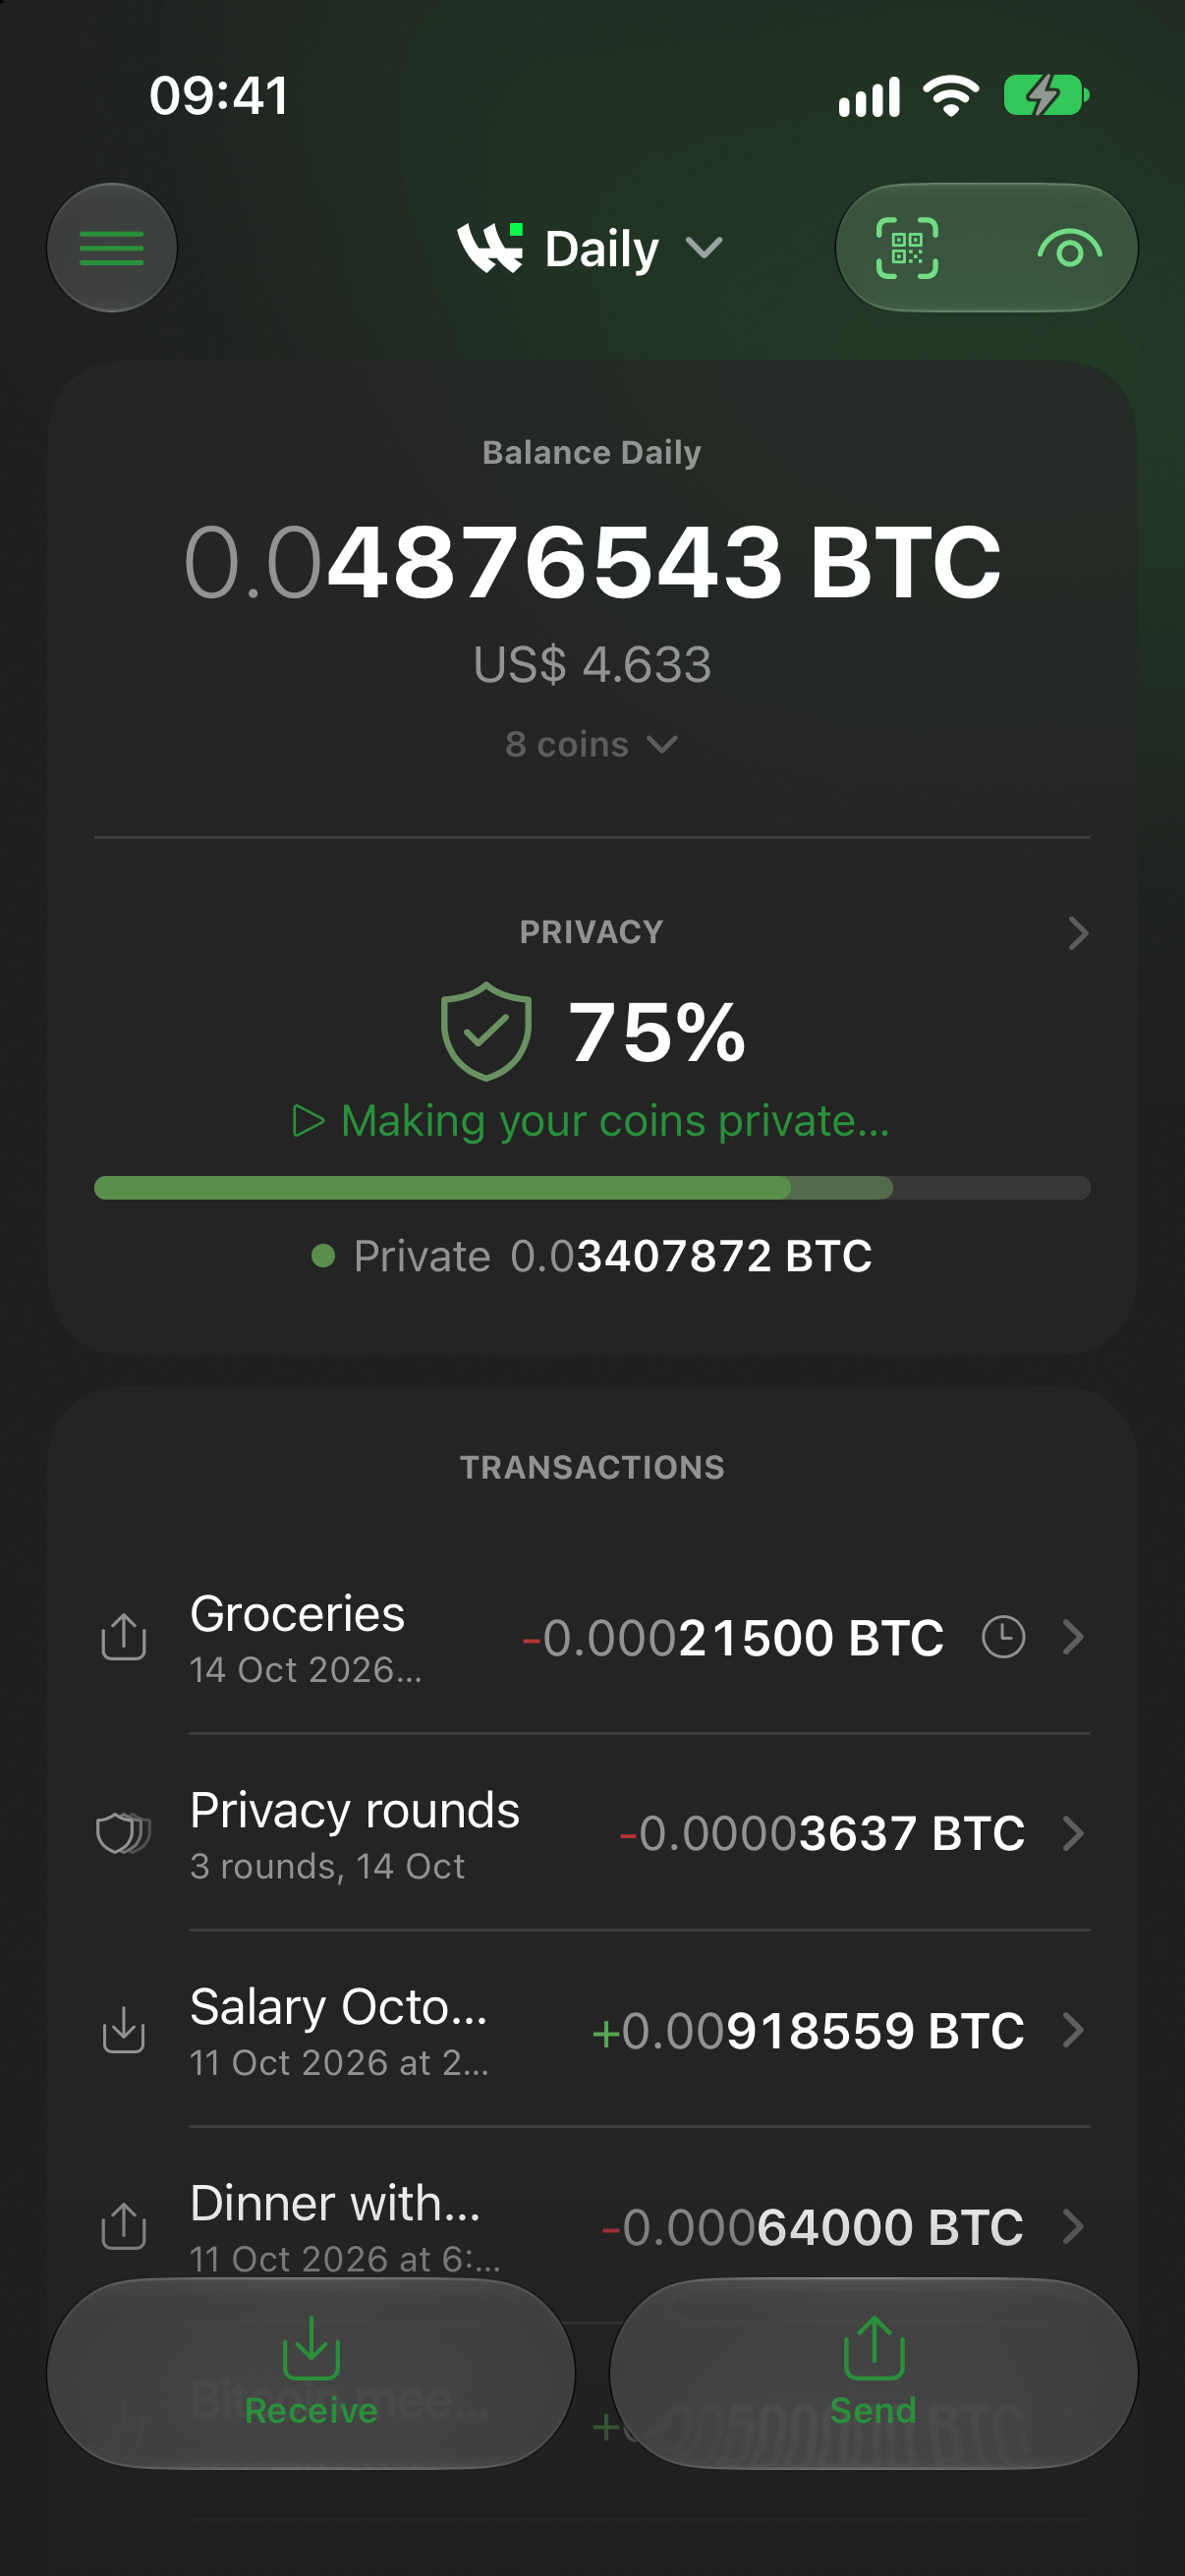 09:41
Daily
Balance Daily
0.04876543 BTC
US$ 4.633
8 coins
PRIVACY
75%
Making your coins private...
Private 0.03407872 BTC
TRANSACTIONS
Groceries
-0.00021500 BTC
14 Oct 2026...
Privacy rounds
-0.00003637 BTC
3 rounds, 14 Oct
Salary Octo...
+0.00918559 BTC
11 Oct 2026 at 2...
Dinner with...
-0.00064000 BTC
11 Oct 2026 at 6:...
Bitcoin mee...
Receive
Send